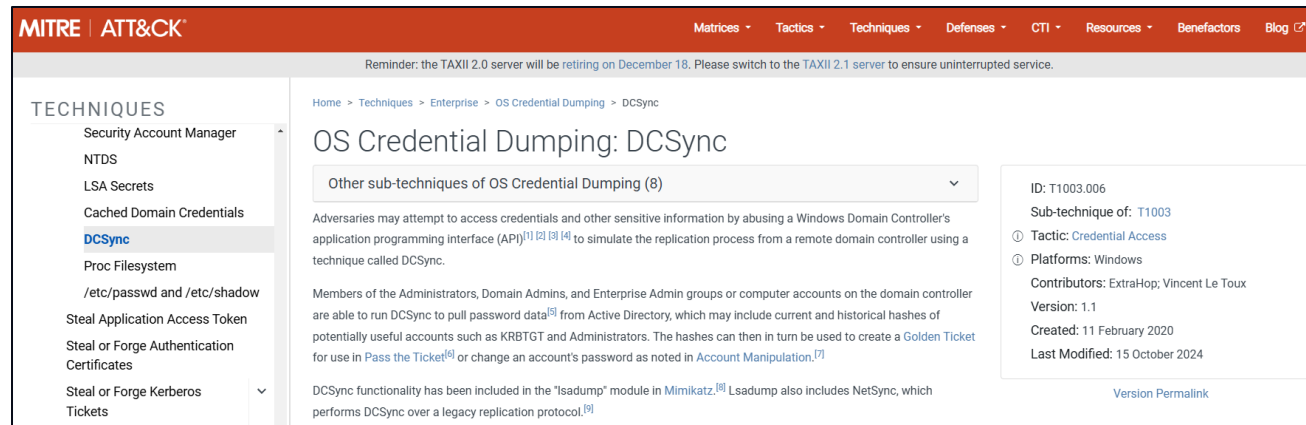 MITRE | ATT&CK®
Matrices Tactics Techniques Defenses CTI Resources Benefactors Blog
Reminder: the TAXII 2.0 server will be retiring on December 18. Please switch to the TAXII 2.1 server to ensure uninterrupted service.
TECHNIQUES
Security Account Manager
NTDS
LSA Secrets
Cached Domain Credentials
DCSync
Proc Filesystem
/etc/passwd and /etc/shadow
Steal Application Access Token
Steal or Forge Authentication
Certificates
Steal or Forge Kerberos
Tickets
Home > Techniques > Enterprise > OS Credential Dumping > DCSync
OS Credential Dumping: DCSync
Other sub-techniques of OS Credential Dumping (8)
Adversaries may attempt to access credentials and other sensitive information by abusing a Windows Domain Controller's
application programming interface (API)[1] [2] [3] [4] to simulate the replication process from a remote domain controller using a
technique called DCSync.
Members of the Administrators, Domain Admins, and Enterprise Admin groups or computer accounts on the domain controller
are able to run DCSync to pull password data[5] from Active Directory, which may include current and historical hashes of
potentially useful accounts such as KRBTGT and Administrators. The hashes can then in turn be used to create a Golden Ticket
for use in Pass the Ticket[6] or change an account's password as noted in Account Manipulation.[7]
DCSync functionality has been included in the "lsadump" module in Mimikatz.[8] Lsadump also includes NetSync, which
performs DCSync over a legacy replication protocol.[9]
ID: T1003.006
Sub-technique of: T1003
Tactic: Credential Access
Platforms: Windows
Contributors: ExtraHop; Vincent Le Toux
Version: 1.1
Created: 11 February 2020
Last Modified: 15 October 2024
Version Permalink